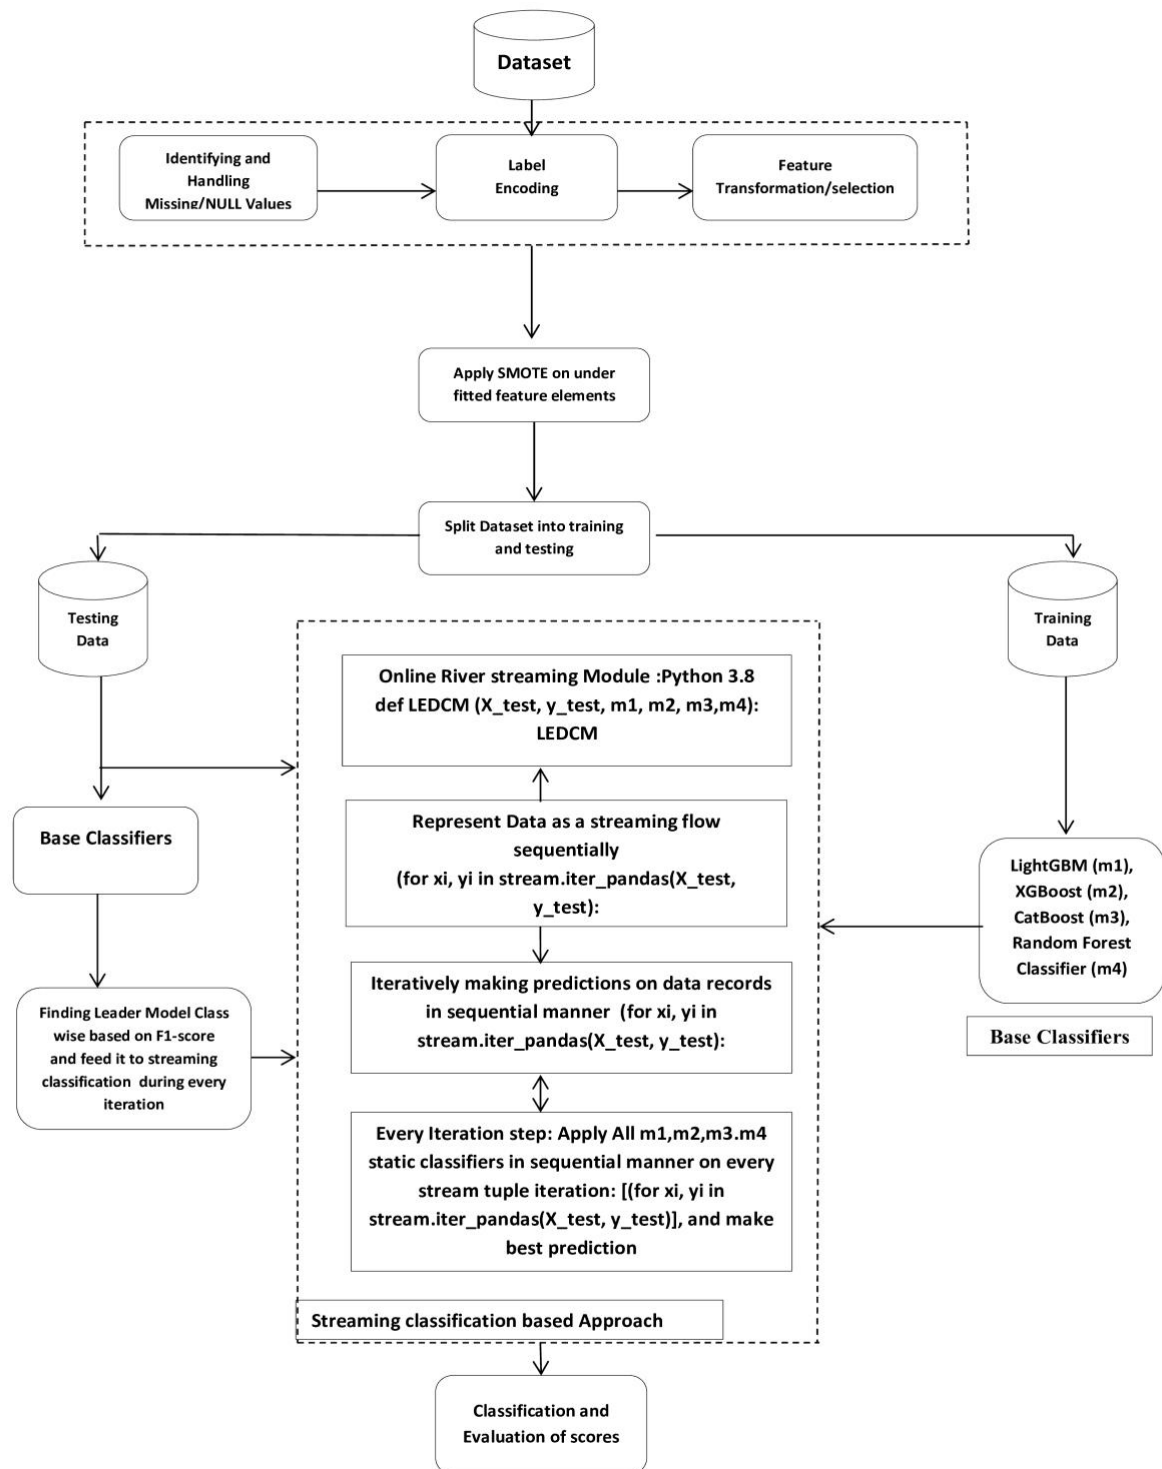 Dataset
Identifying and
Handling
Missing/NULL Values
Label
Encoding
Feature
Transformation/selection
Apply SMOTE on under
fitted feature elements
Split Dataset into training
and testing
Testing
Data
Training
Data
Online River streaming Module :Python 3.8
def LEDCM (X_test, y_test, m1, m2, m3,m4):
LEDCM
Represent Data as a streaming flow
sequentially
(for xi, yi in stream.iter_pandas(X_test,
y_test):
Base Classifiers
LightGBM (m1),
XGBoost (m2),
CatBoost (m3),
Random Forest
Classifier (m4)
Base Classifiers
Iteratively making predictions on data records
in sequential manner (for xi, yi in
stream.iter_pandas(X_test, y_test):
Finding Leader Model Class
wise based on F1-score
and feed it to streaming
classification during every
iteration
Every Iteration step: Apply All m1,m2,m3.m4
static classifiers in sequential manner on every
stream tuple iteration: [(for xi, yi in
stream.iter_pandas(X_test, y_test)], and make
best prediction
Streaming classification based Approach
Classification and
Evaluation of scores